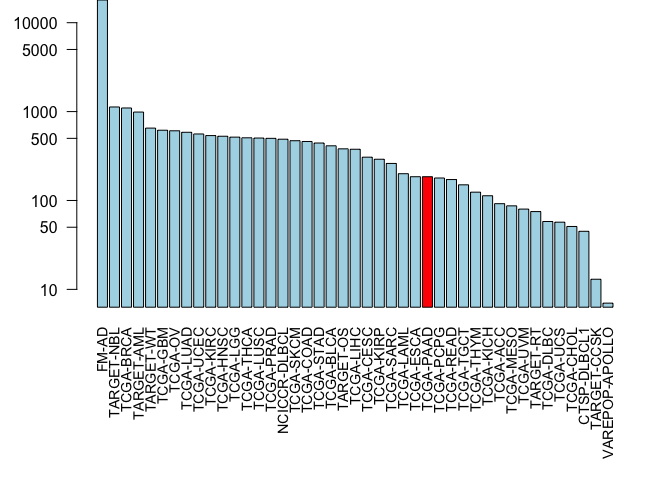 10000
5000
1000
500
100
50
10
FM-AD
TARGET-NBL
TCGA-BRCA
TARGET-AML
TARGET-WT
TCGA-GBM
TCGA-OV
TCGA-LUAD
TCGA-UCEC
TCGA-KIRC
TCGA-HNSC
TCGA-LGG
TCGA-THCA
TCGA-LUSC
TCGA-PRAD
NCICCR-DLBCL
TCGA-SKCM
TCGA-COAD
TCGA-STAD
TCGA-BLCA
TARGET-OS
TCGA-LIHC
TCGA-CESC
TCGA-KIRP
TCGA-SARC
TCGA-LAML
TCGA-ESCA
TCGA-PAAD
TCGA-PCPG
TCGA-READ
TCGA-TGCT
TCGA-THYM
TCGA-KICH
TCGA-ACC
TCGA-MESO
TCGA-UVM
TARGET-RT
TCGA-DLBC
TCGA-UCS
TCGA-CHOL
CTSP-DLBCL1
TARGET-CCSK
VAREPOP-APOLLO